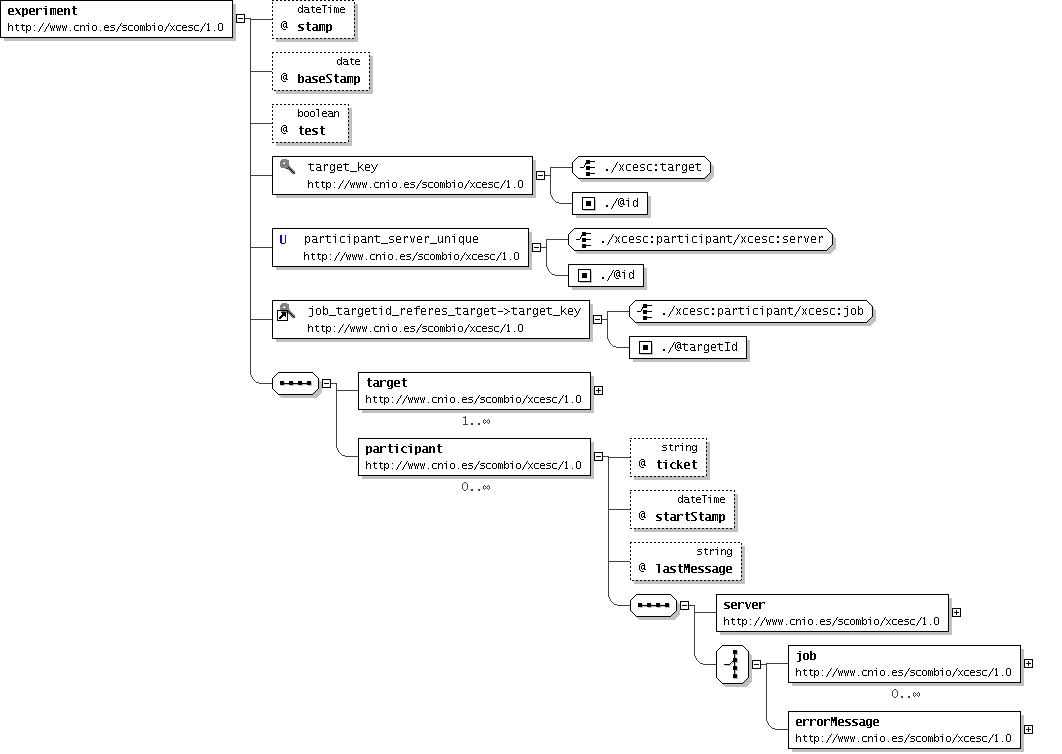 experiment
http://www.cnio.es/scombio/xcesc/1.0
dateTime
@ stamp
date
@ baseStamp
boolean
@ test
target_key
http://www.cnio.es/scombio/xcesc/1.0
./xcesc:target
./@id
U participant_server_unique
http://www.cnio.es/scombio/xcesc/1.0
./xcesc:participant/xcesc:server
./@id
job_targetid_referes_target->target_key
http://www.cnio.es/scombio/xcesc/1.0
./xcesc:participant/xcesc:job
./@targetId
target
http://www.cnio.es/scombio/xcesc/1.0
1..∞
participant
http://www.cnio.es/scombio/xcesc/1.0
0..∞
string
@ ticket
dateTime
@ startStamp
string
@ lastMessage
server
http://www.cnio.es/scombio/xcesc/1.0
job
http://www.cnio.es/scombio/xcesc/1.0
0..∞
errorMessage
http://www.cnio.es/scombio/xcesc/1.0